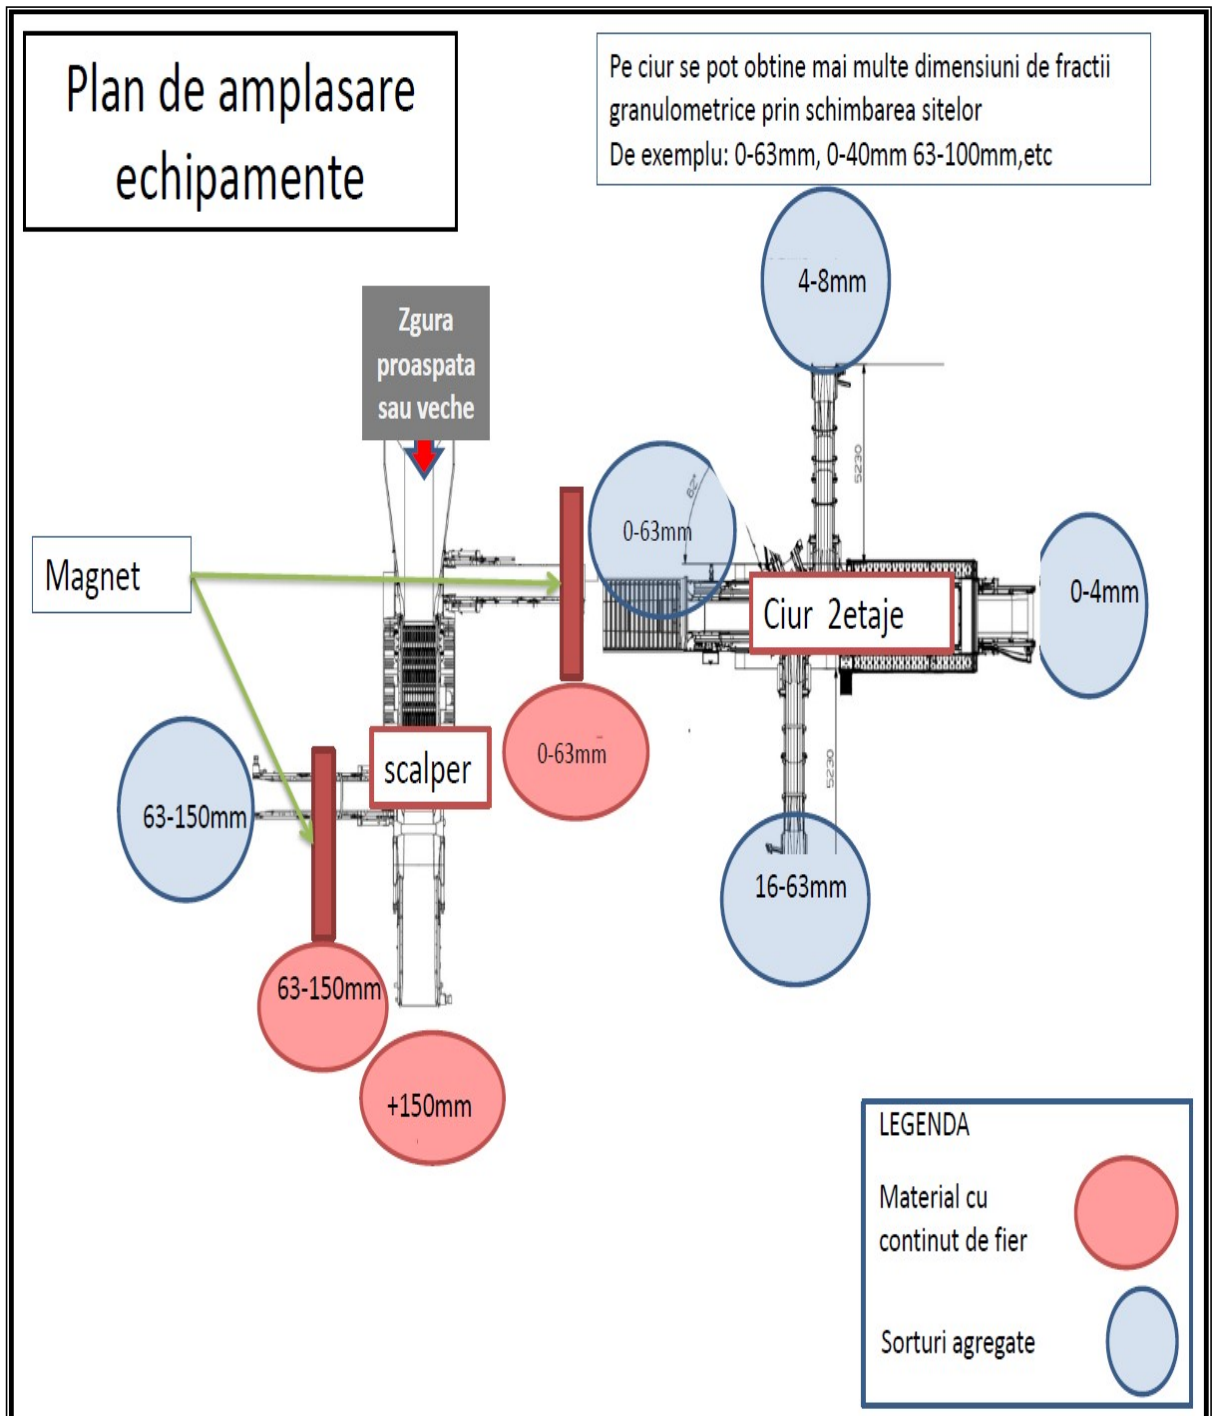 Plan de amplasare
echipamente
Pe ciur se pot obtine mai multe dimensiuni de fractii
granulometrice prin schimbarea sitelor
De exemplu: 0-63mm, 0-40mm 63-100mm,etc
4-8mm
Zgura
proaspata
sau veche
5230
62°
0-63mm
Magnet
Ciur 2etaje
0-4mm
0-63mm
scalper
5230
63-150mm
16-63mm
63-150mm
+150mm
LEGENDA
Material cu
continut de fier
Sorturi agregate